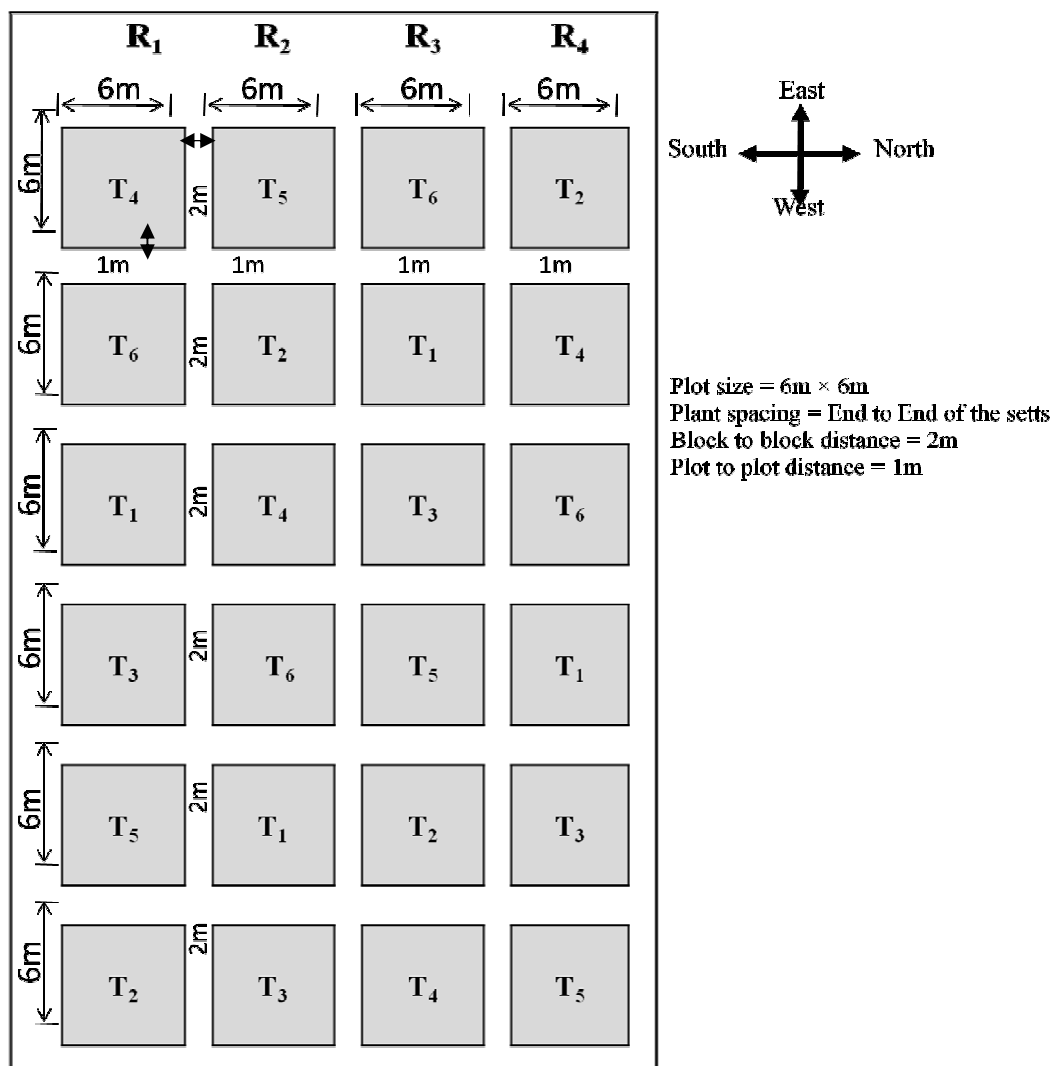 R₁ R₂ R₃ R₄
6m 6m 6m 6m
East
South North
West
6m T₄ 2m T₅ T₆ T₂
1m 1m 1m 1m
6m T₆ 2m T₂ T₁ T₄
Plot size = 6m × 6m
Plant spacing = End to End of the setts
Block to block distance = 2m
Plot to plot distance = 1m
6m T₁ 2m T₄ T₃ T₆
6m T₃ 2m T₆ T₅ T₁
6m T₅ 2m T₁ T₂ T₃
6m T₂ 2m T₃ T₄ T₅